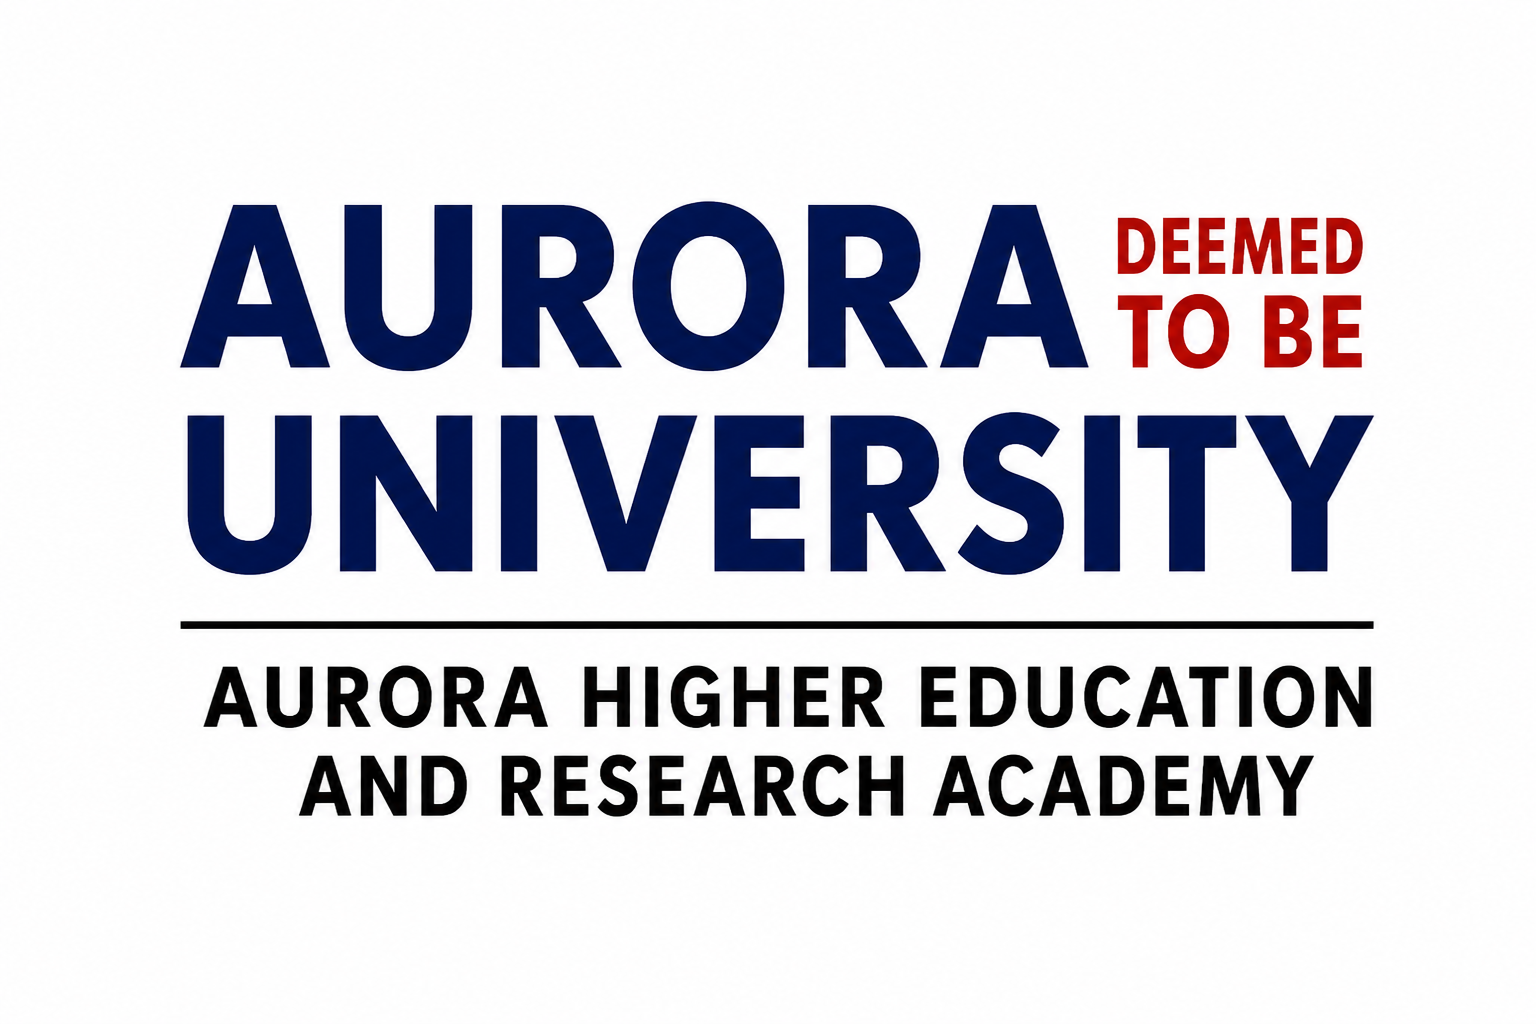 AURORA DEEMED TO BE
UNIVERSITY
AURORA HIGHER EDUCATION
AND RESEARCH ACADEMY